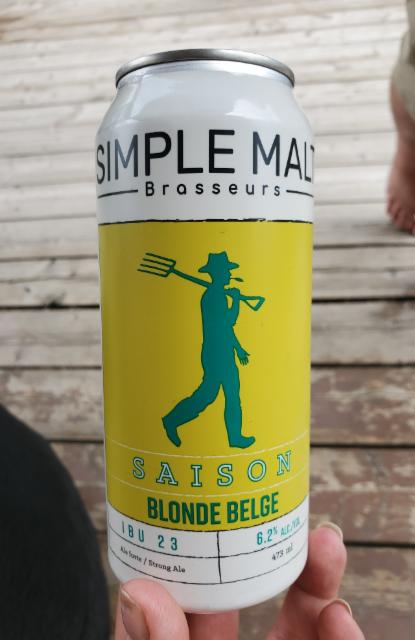 SIMPLE MALT
Brasseurs
SAISON
BLONDE BELGE
IBU 23
6.2% ALC./VOL.
Ale forte / Strong Ale
473 ml